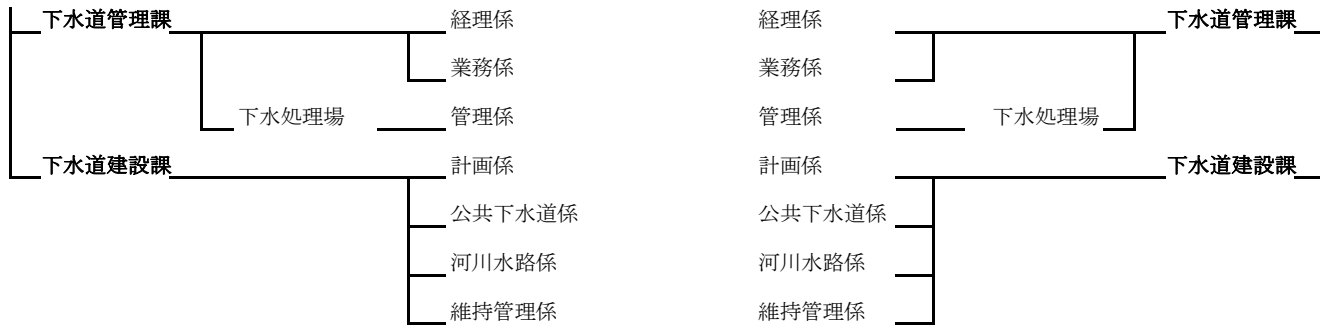 下水道管理課 経理係 経理係 下水道管理課
業務係 業務係
下水処理場 管理係 管理係 下水処理場
下水道建設課 計画係 計画係 下水道建設課
公共下水道係 公共下水道係
河川水路係 河川水路係
維持管理係 維持管理係